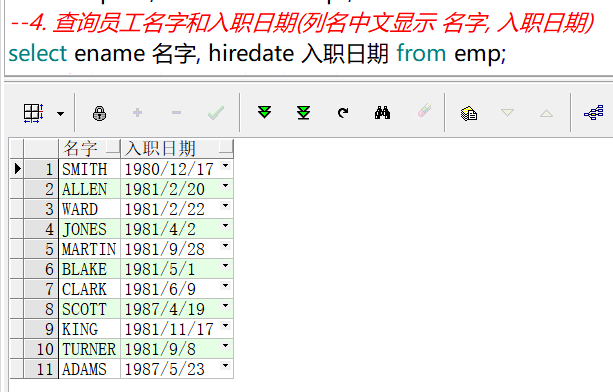 --4. 查询员工名字和入职日期(列名中文显示 名字, 入职日期)
select ename 名字, hiredate 入职日期 from emp;
名字 入职日期
1 SMITH 1980/12/17
2 ALLEN 1981/2/20
3 WARD 1981/2/22
4 JONES 1981/4/2
5 MARTIN 1981/9/28
6 BLAKE 1981/5/1
7 CLARK 1981/6/9
8 SCOTT 1987/4/19
9 KING 1981/11/17
10 TURNER 1981/9/8
11 ADAMS 1987/5/23